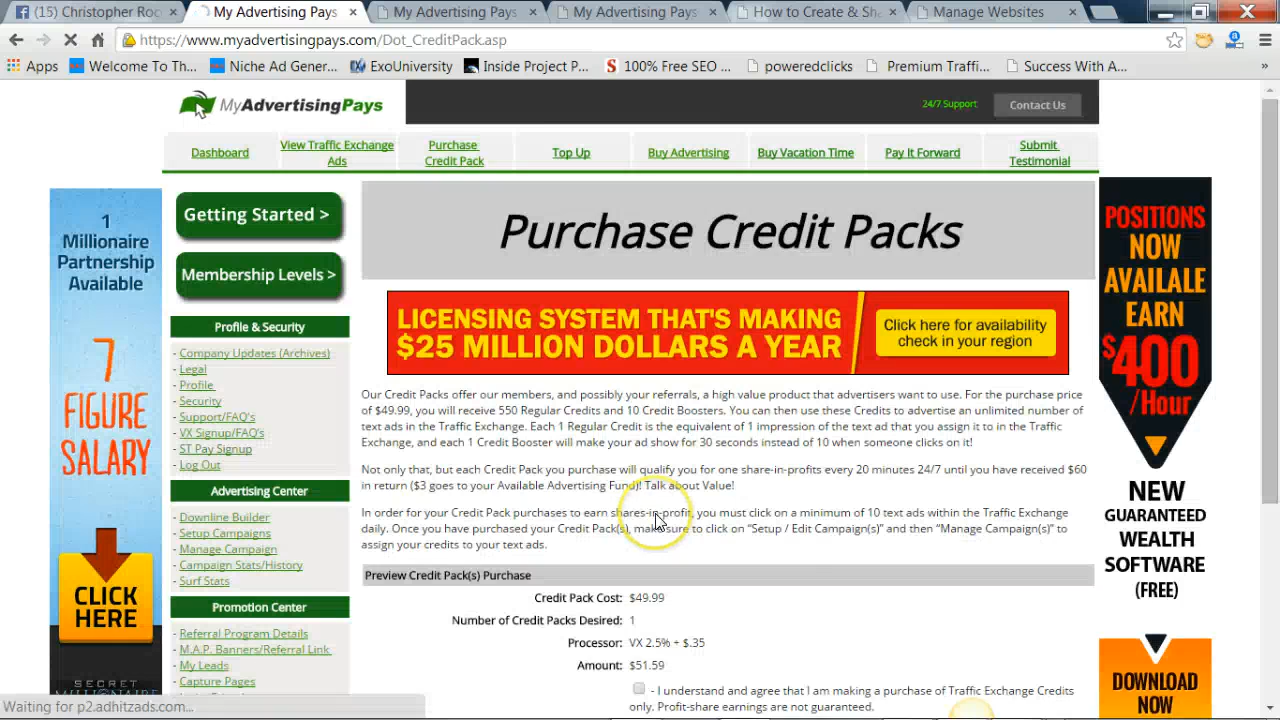 (15) Christopher Roc
My Advertising Pays
My Advertising Pays
My Advertising Pays
How to Create & Sh
Manage Websites
https://www.myadvertisingpays.com/Dot_CreditPack.asp
Apps
Welcome To Th...
Niche Ad Gener...
ExoUniversity
Inside Project P...
100% Free SEO ...
poweredclicks
Premium Traffi...
Success With A...
»
MyAdvertisingPays
24/7 Support
Contact Us
Dashboard
View Traffic Exchange
Ads
Purchase
Credit Pack
Top Up
Buy Advertising
Buy Vacation Time
Pay It Forward
Submit
Testimonial
1
Millionaire
Partnership
Available
7
FIGURE
SALARY
CLICK
HERE
SECRET
Getting Started >
Membership Levels >
Profile & Security
- Company Updates (Archives)
- Legal
- Profile
- Security
- Support/FAQ's
- VX Signup/FAQ's
- ST Pay Signup
- Log Out
Advertising Center
- Downline Builder
- Setup Campaigns
- Manage Campaign
- Campaign Stats/History
- Surf Stats
Promotion Center
- Referral Program Details
- M.A.P. Banners/Referral Link
- My Leads
- Capture Pages
Purchase Credit Packs
LICENSING SYSTEM THAT'S MAKING
$25 MILLION DOLLARS A YEAR
Click here for availability
check in your region
Our Credit Packs offer our members, and possibly your referrals, a high value product that advertisers want to use. For the purchase price
of $49.99, you will receive 550 Regular Credits and 10 Credit Boosters. You can then use these Credits to advertise an unlimited number of
text ads in the Traffic Exchange. Each 1 Regular Credit is the equivalent of 1 impression of the text ad that you assign it to in the Traffic
Exchange, and each 1 Credit Booster will make your ad show for 30 seconds instead of 10 when someone clicks on it!
Not only that, but each Credit Pack you purchase will qualify you for one share-in-profits every 20 minutes 24/7 until you have received $60
in return ($3 goes to your Available Advertising Fund)! Talk about Value!
In order for your Credit Pack purchases to earn shares-in-profit, you must click on a minimum of 10 text ads within the Traffic Exchange
daily. Once you have purchased your Credit Pack(s), make sure to click on "Setup / Edit Campaign(s)" and then "Manage Campaign(s)" to
assign your credits to your text ads.
Preview Credit Pack(s) Purchase
Credit Pack Cost: $49.99
Number of Credit Packs Desired: 1
Processor: VX 2.5% + $.35
Amount: $51.59
- I understand and agree that I am making a purchase of Traffic Exchange Credits
only. Profit-share earnings are not guaranteed.
POSITIONS
NOW
AVAILALE
EARN
$400
/Hour
NEW
GUARANTEED
WEALTH
SOFTWARE
(FREE)
DOWNLOAD
NOW
Waiting for p2.adhitzads.com...